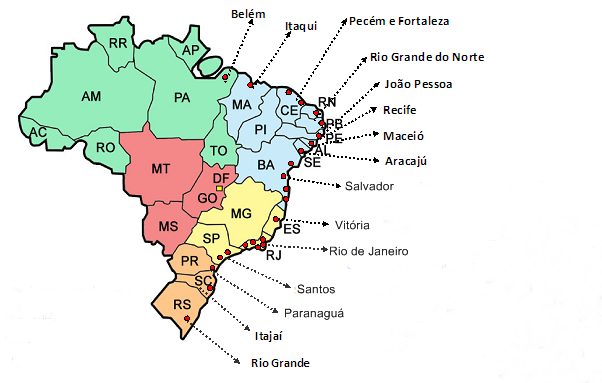 Belém
Itaqui
Pecém e Fortaleza
Rio Grande do Norte
João Pessoa
Recife
Maceió
Aracajú
Salvador
Vitória
Rio de Janeiro
Santos
Paranaguá
Itajaí
Rio Grande
RR
AP
AM
PA
MA
CE
RN
PB
PE
AL
SE
PI
AC
RO
TO
BA
MT
DF
GO
MG
ES
MS
SP
RJ
PR
SC
RS